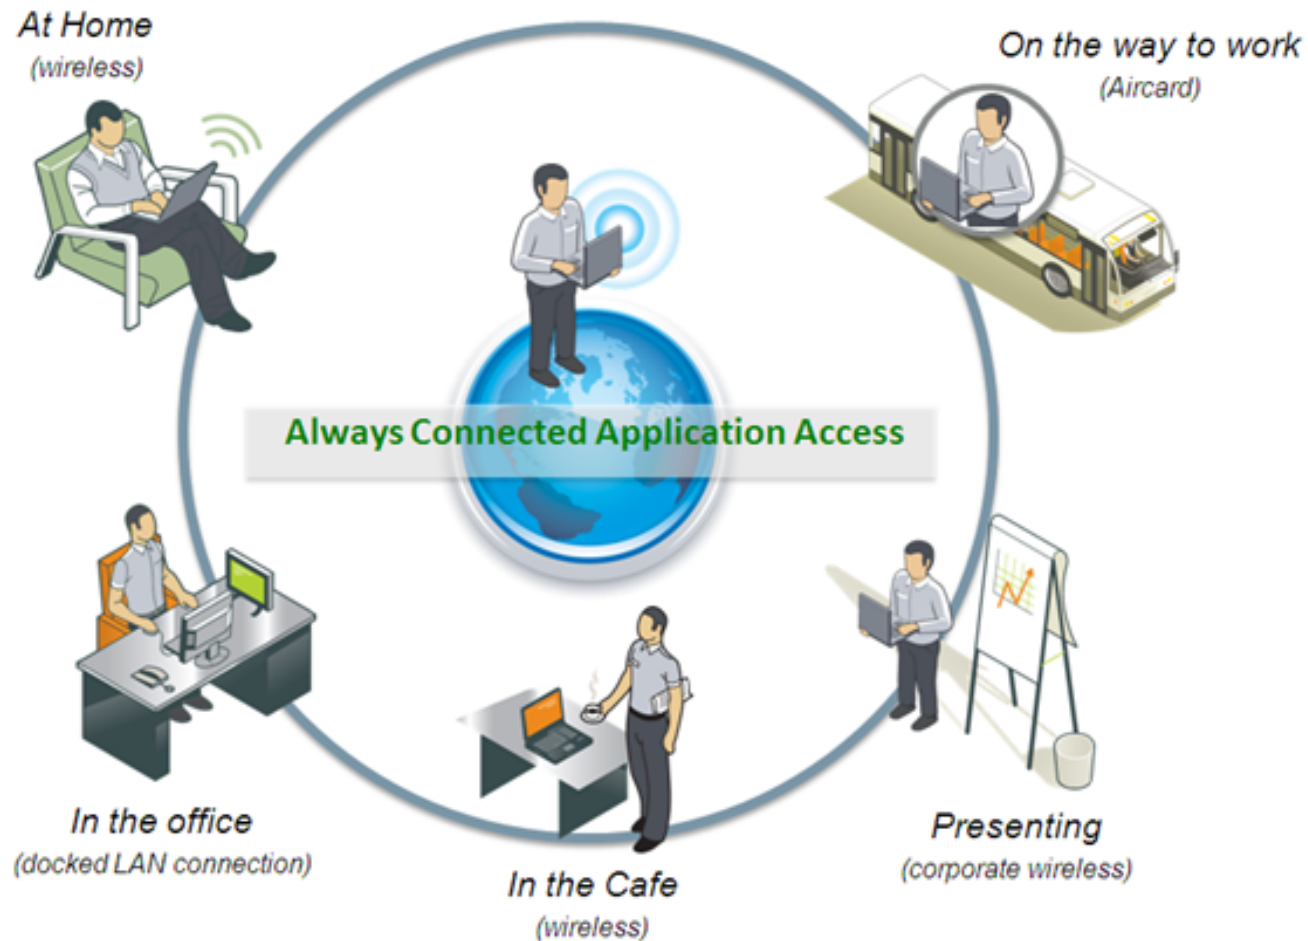 At Home
(wireless)
On the way to work
(Aircard)
Always Connected Application Access
In the office
(docked LAN connection)
In the Cafe
(wireless)
Presenting
(corporate wireless)